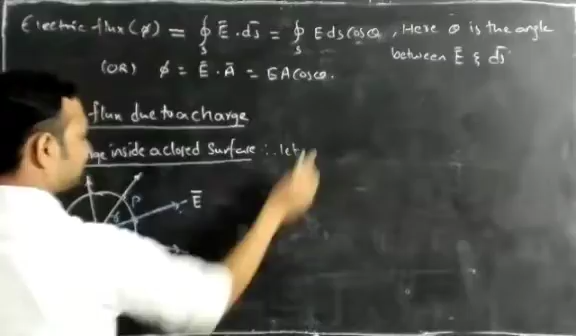 Electric flux (φ) = ∮s E̅ . ds̅ = ∮s E ds cosθ , Here θ is the angle
between E̅ & ds̅
(OR) φ = E̅ . A̅ = EA cosθ.
flux due to a charge
inside a closed surface :. let
P
E̅
r